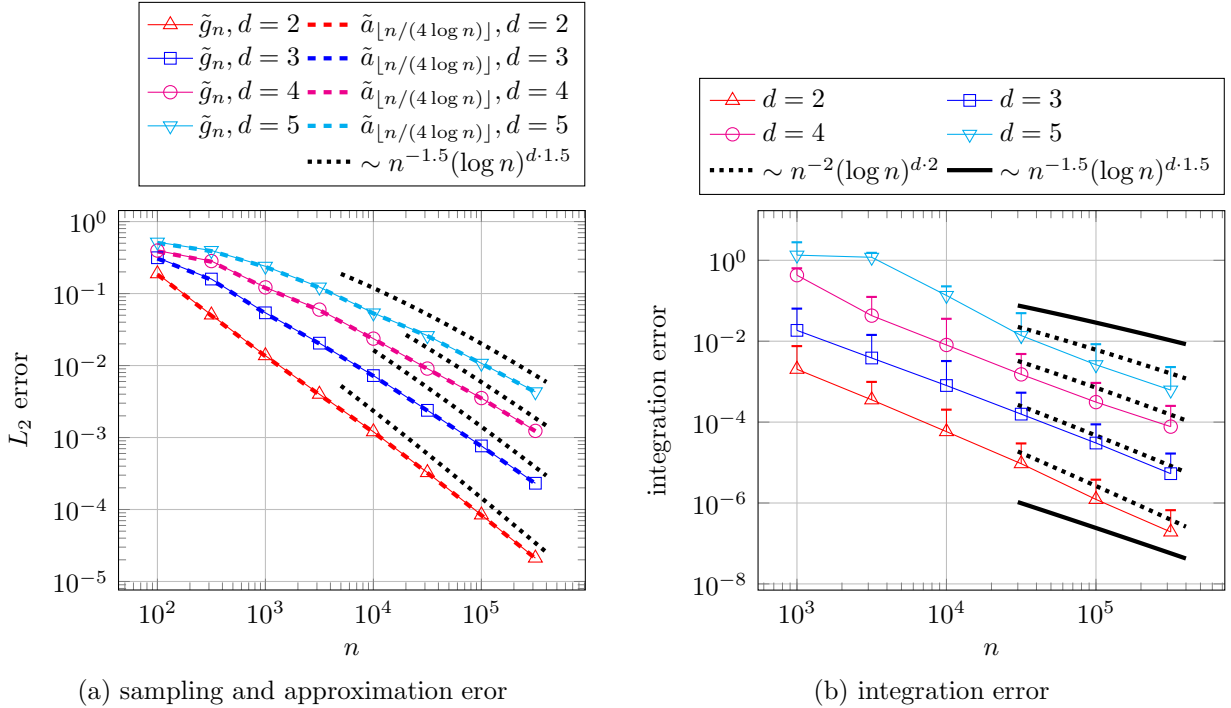 g̃ₙ, d = 2 ã⌊n/(4 log n)⌋, d = 2
g̃ₙ, d = 3 ã⌊n/(4 log n)⌋, d = 3
g̃ₙ, d = 4 ã⌊n/(4 log n)⌋, d = 4
g̃ₙ, d = 5 ã⌊n/(4 log n)⌋, d = 5
∼ n^{−1.5}(log n)^{d·1.5}
10^0
10^{−1}
10^{−2}
10^{−3}
10^{−4}
10^{−5}
L₂ error
10^2 10^3 10^4 10^5
n
(a) sampling and approximation eror
d = 2 d = 3
d = 4 d = 5
∼ n^{−2}(log n)^{d·2} ∼ n^{−1.5}(log n)^{d·1.5}
10^0
10^{−2}
10^{−4}
10^{−6}
10^{−8}
integration error
10^3 10^4 10^5
n
(b) integration error